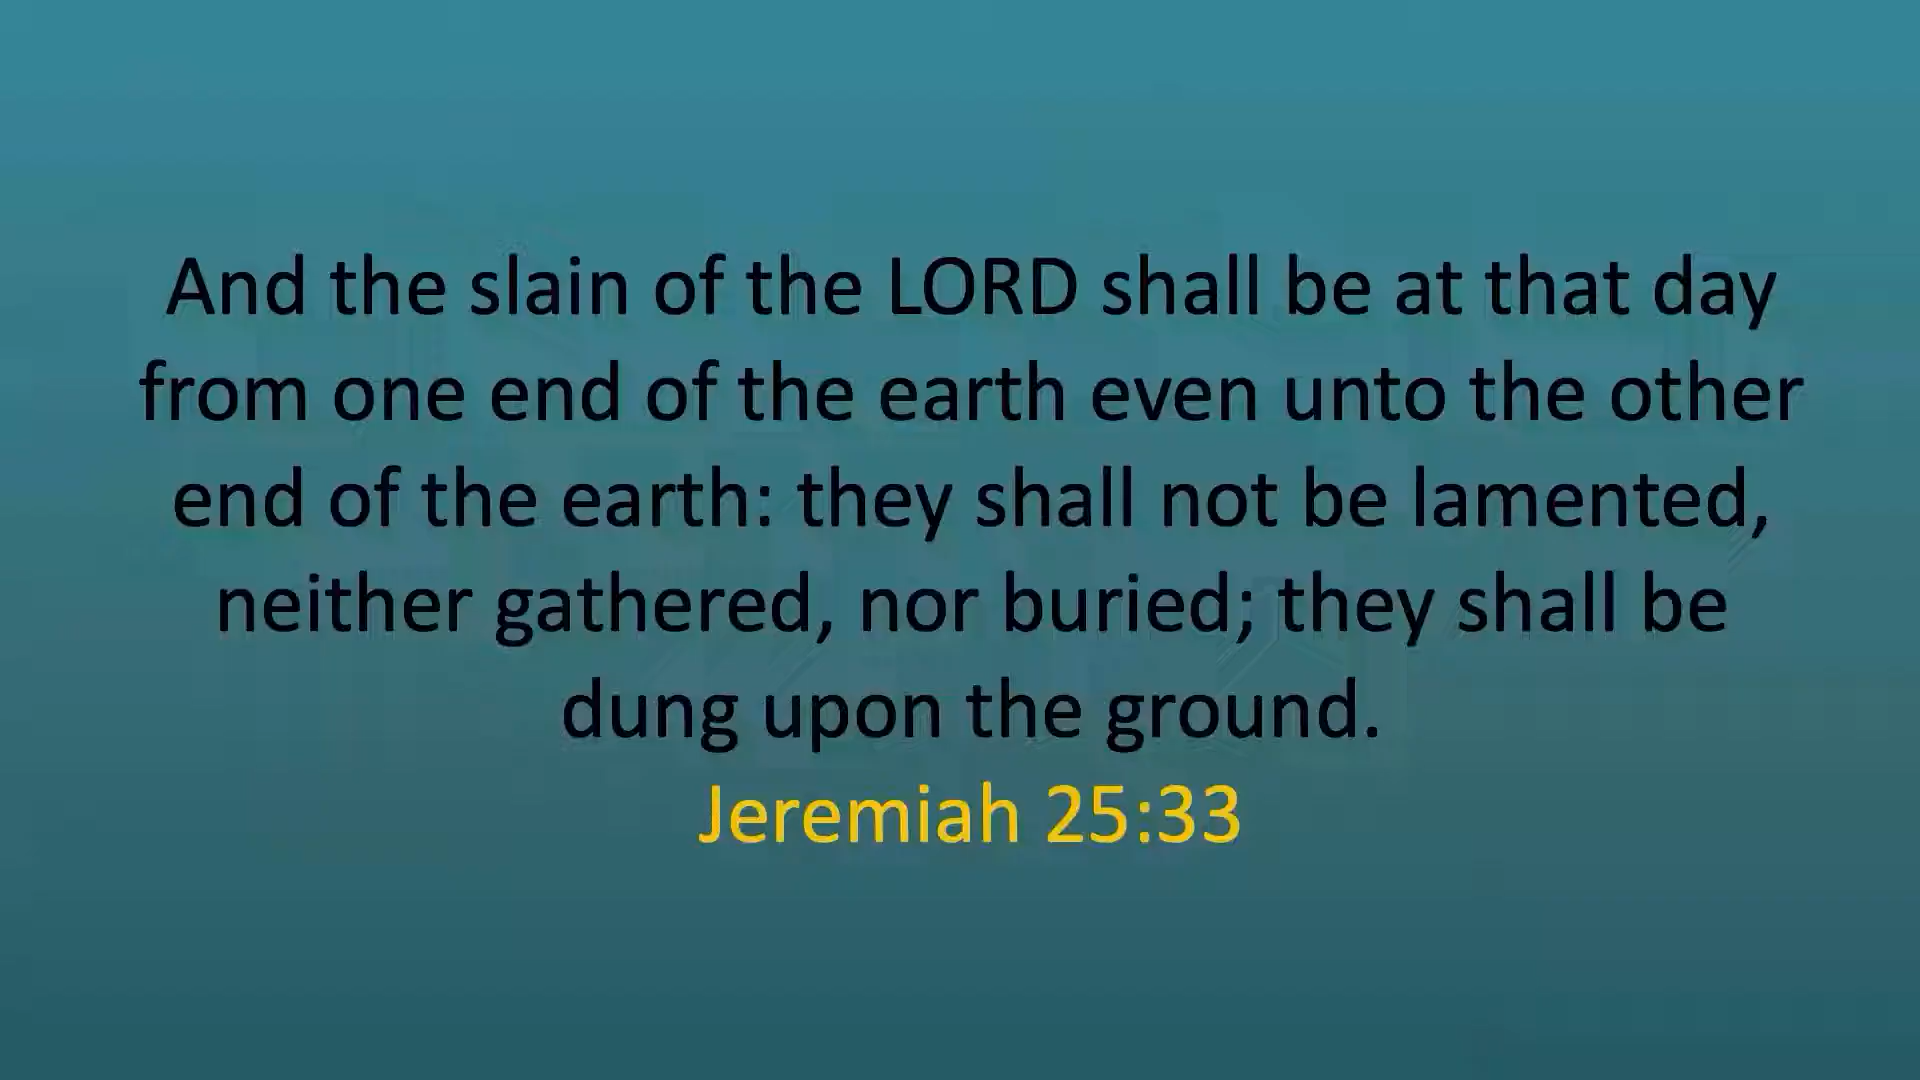 And the slain of the LORD shall be at that day
from one end of the earth even unto the other
end of the earth: they shall not be lamented,
neither gathered, nor buried; they shall be
dung upon the ground.
Jeremiah 25:33